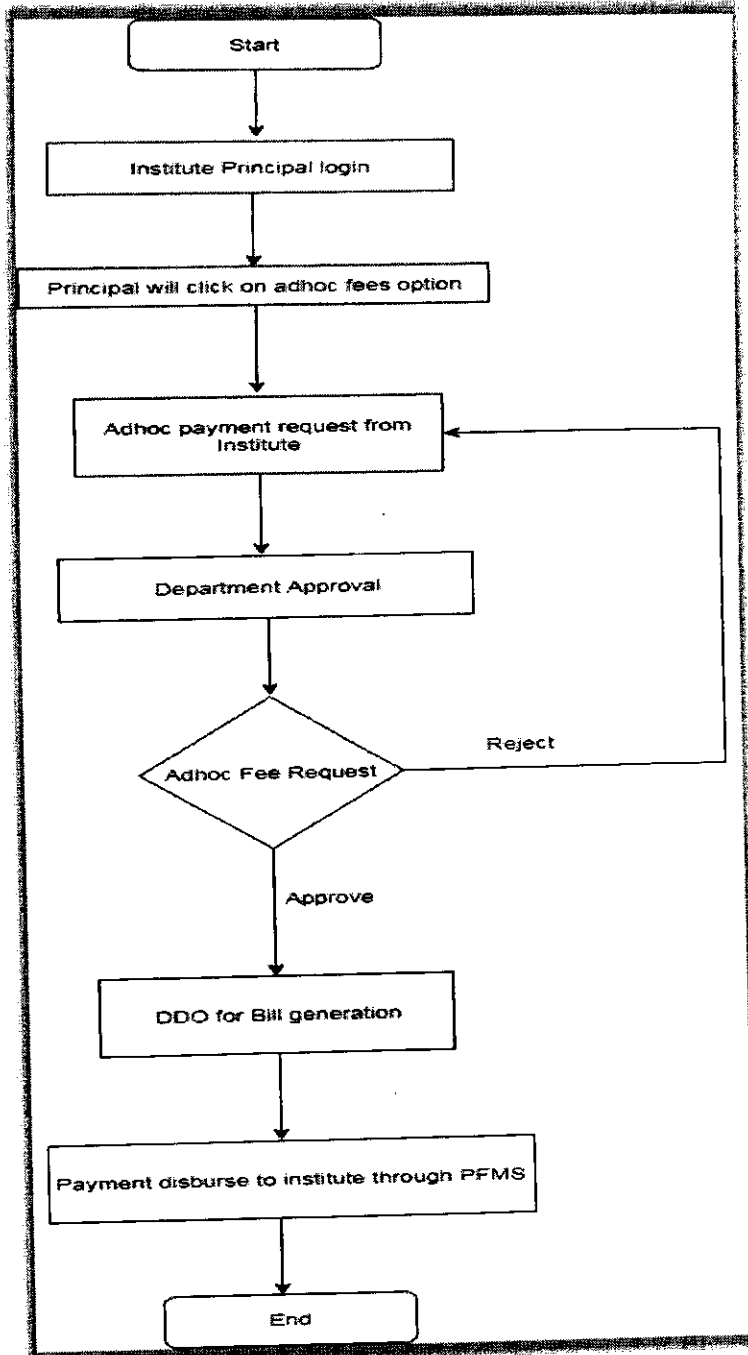 Start
Institute Principal login
Principal will click on adhoc fees option
Adhoc payment request from
Institute
Department Approval
Adhoc Fee Request
Reject
Approve
DDO for Bill generation
Payment disburse to institute through PFMS
End